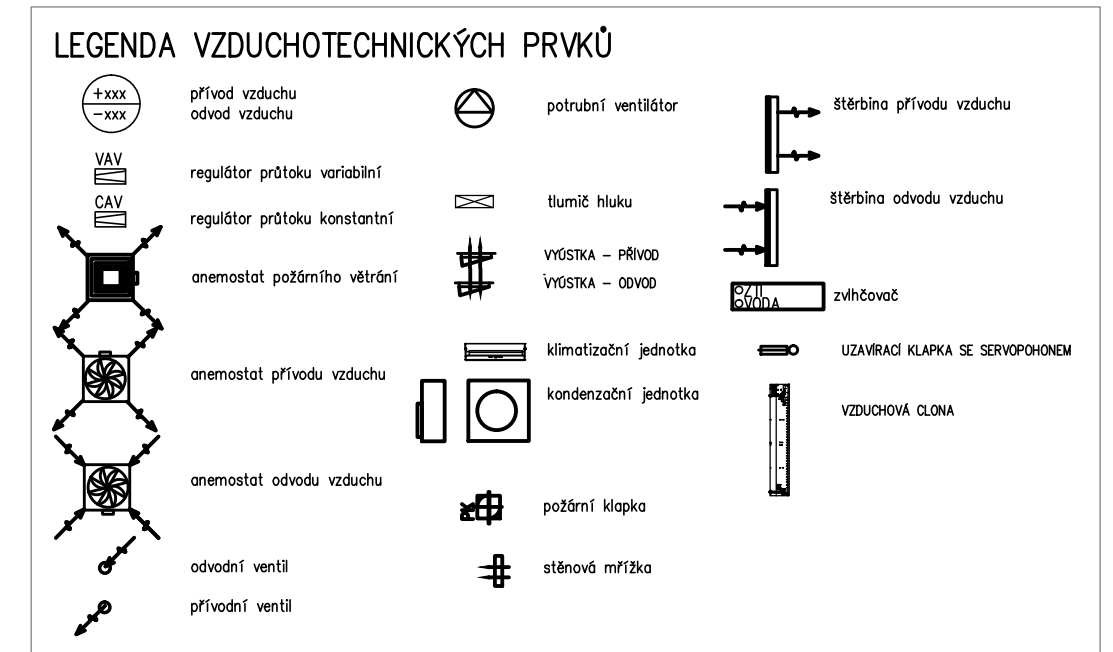 LEGENDA VZDUCHOTECHNICKÝCH PRVKŮ
+xxx
-xxx
přívod vzduchu
odvod vzduchu
VAV
regulátor průtoku variabilní
CAV
regulátor průtoku konstantní
anemostat požárního větrání
anemostat přívodu vzduchu
anemostat odvodu vzduchu
odvodní ventil
přívodní ventil
potrubní ventilátor
tlumič hluku
VYÚSTKA – PŘÍVOD
VYÚSTKA – ODVOD
klimatizační jednotka
kondenzační jednotka
PK
požární klapka
stěnová mřížka
štěrbina přívodu vzduchu
štěrbina odvodu vzduchu
ZTI
VODA
zvlhčovač
UZAVÍRACÍ KLAPKA SE SERVOPOHONEM
VZDUCHOVÁ CLONA